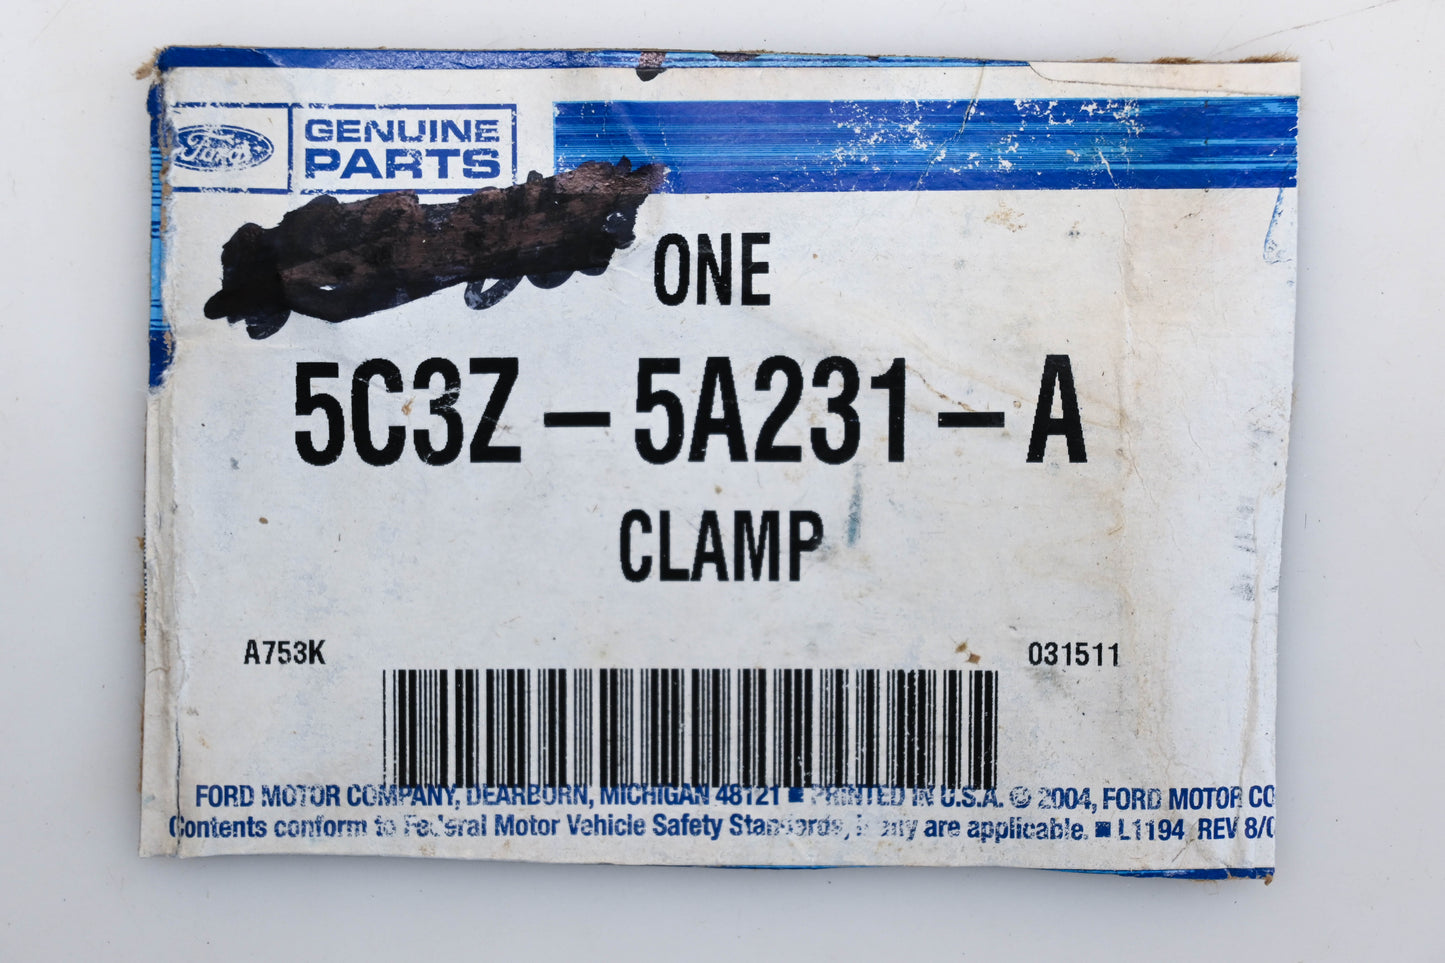 Ford
GENUINE
PARTS
ONE
5C3Z-5A231-A
CLAMP
A753K 031511
FORD MOTOR COMPANY, DEARBORN, MICHIGAN 48121 ■ PRINTED IN U.S.A. © 2004, FORD MOTOR CO
Contents conform to Federal Motor Vehicle Safety Standards, if any are applicable. ■ L1194 REV 8/0